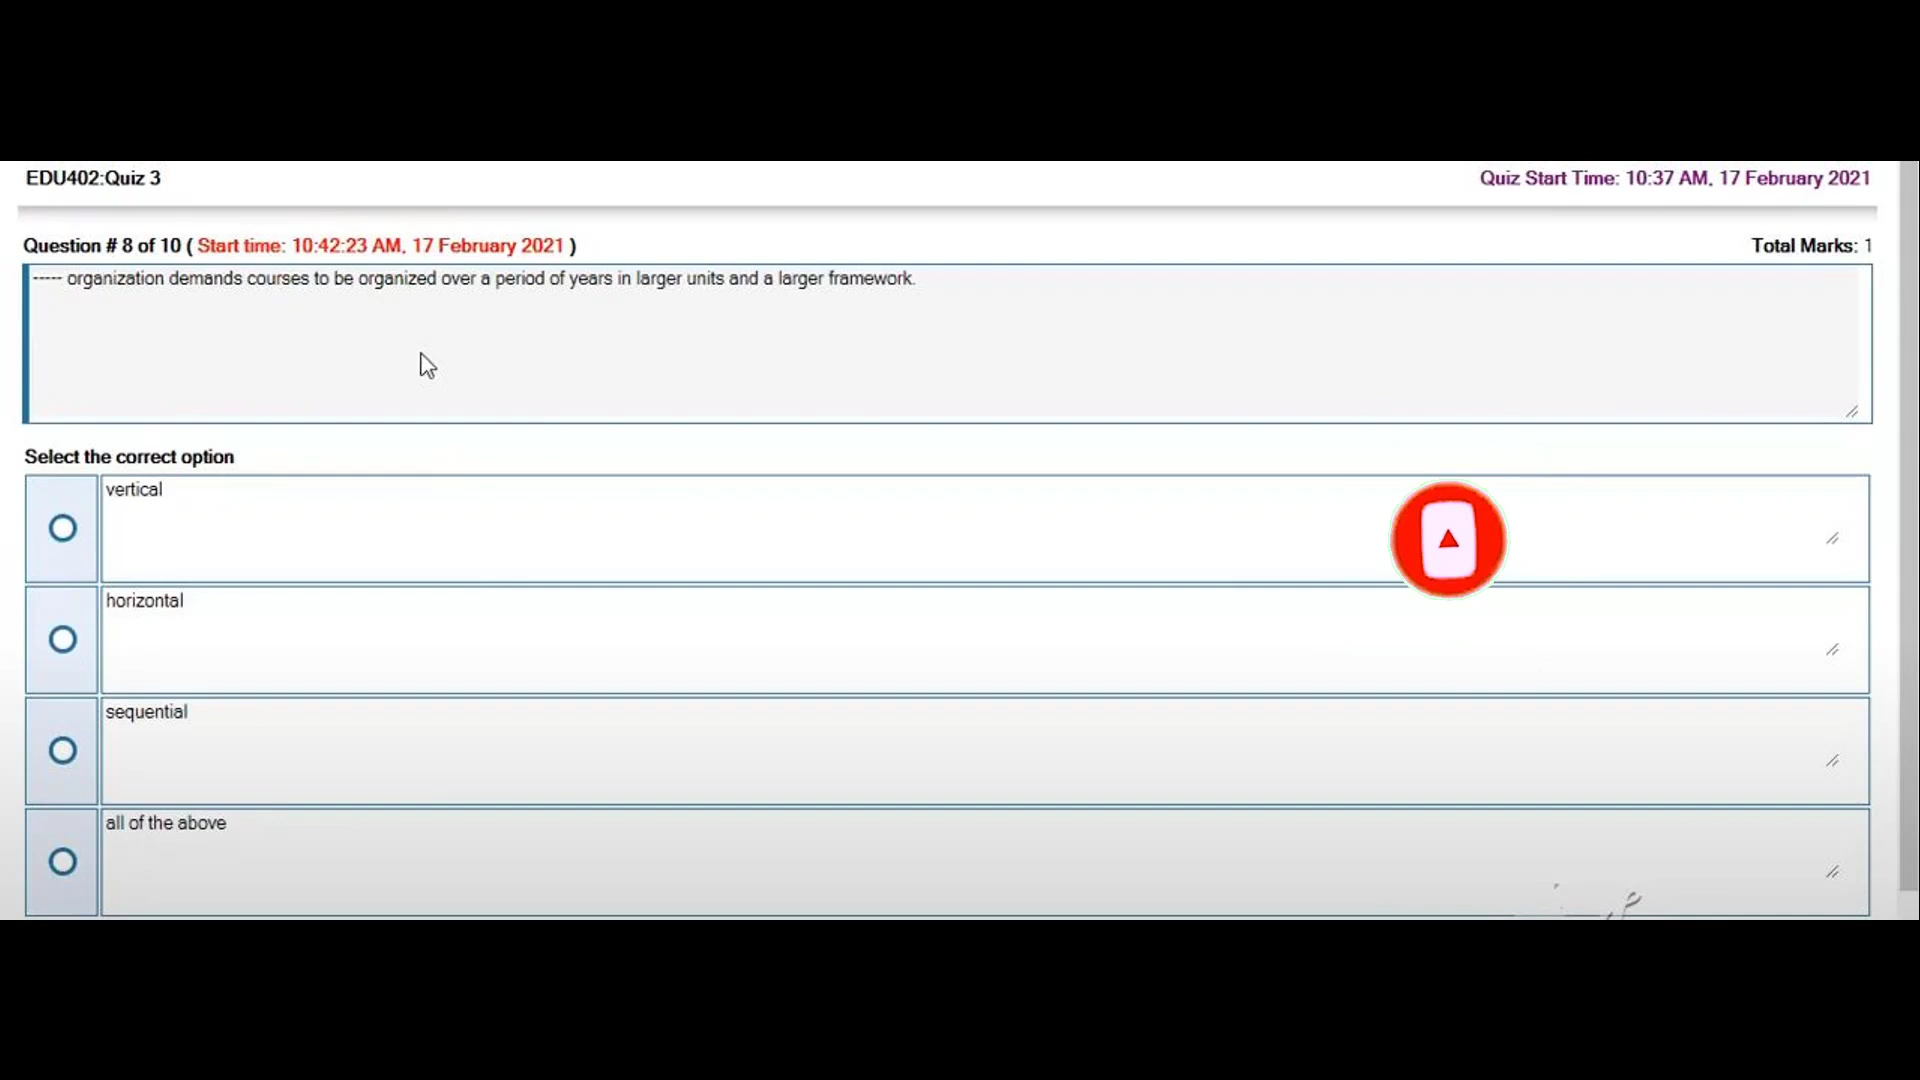 EDU402:Quiz 3
Quiz Start Time: 10:37 AM, 17 February 2021
Question # 8 of 10 ( Start time: 10:42:23 AM, 17 February 2021 )
Total Marks: 1
----- organization demands courses to be organized over a period of years in larger units and a larger framework.
Select the correct option
vertical
horizontal
sequential
all of the above